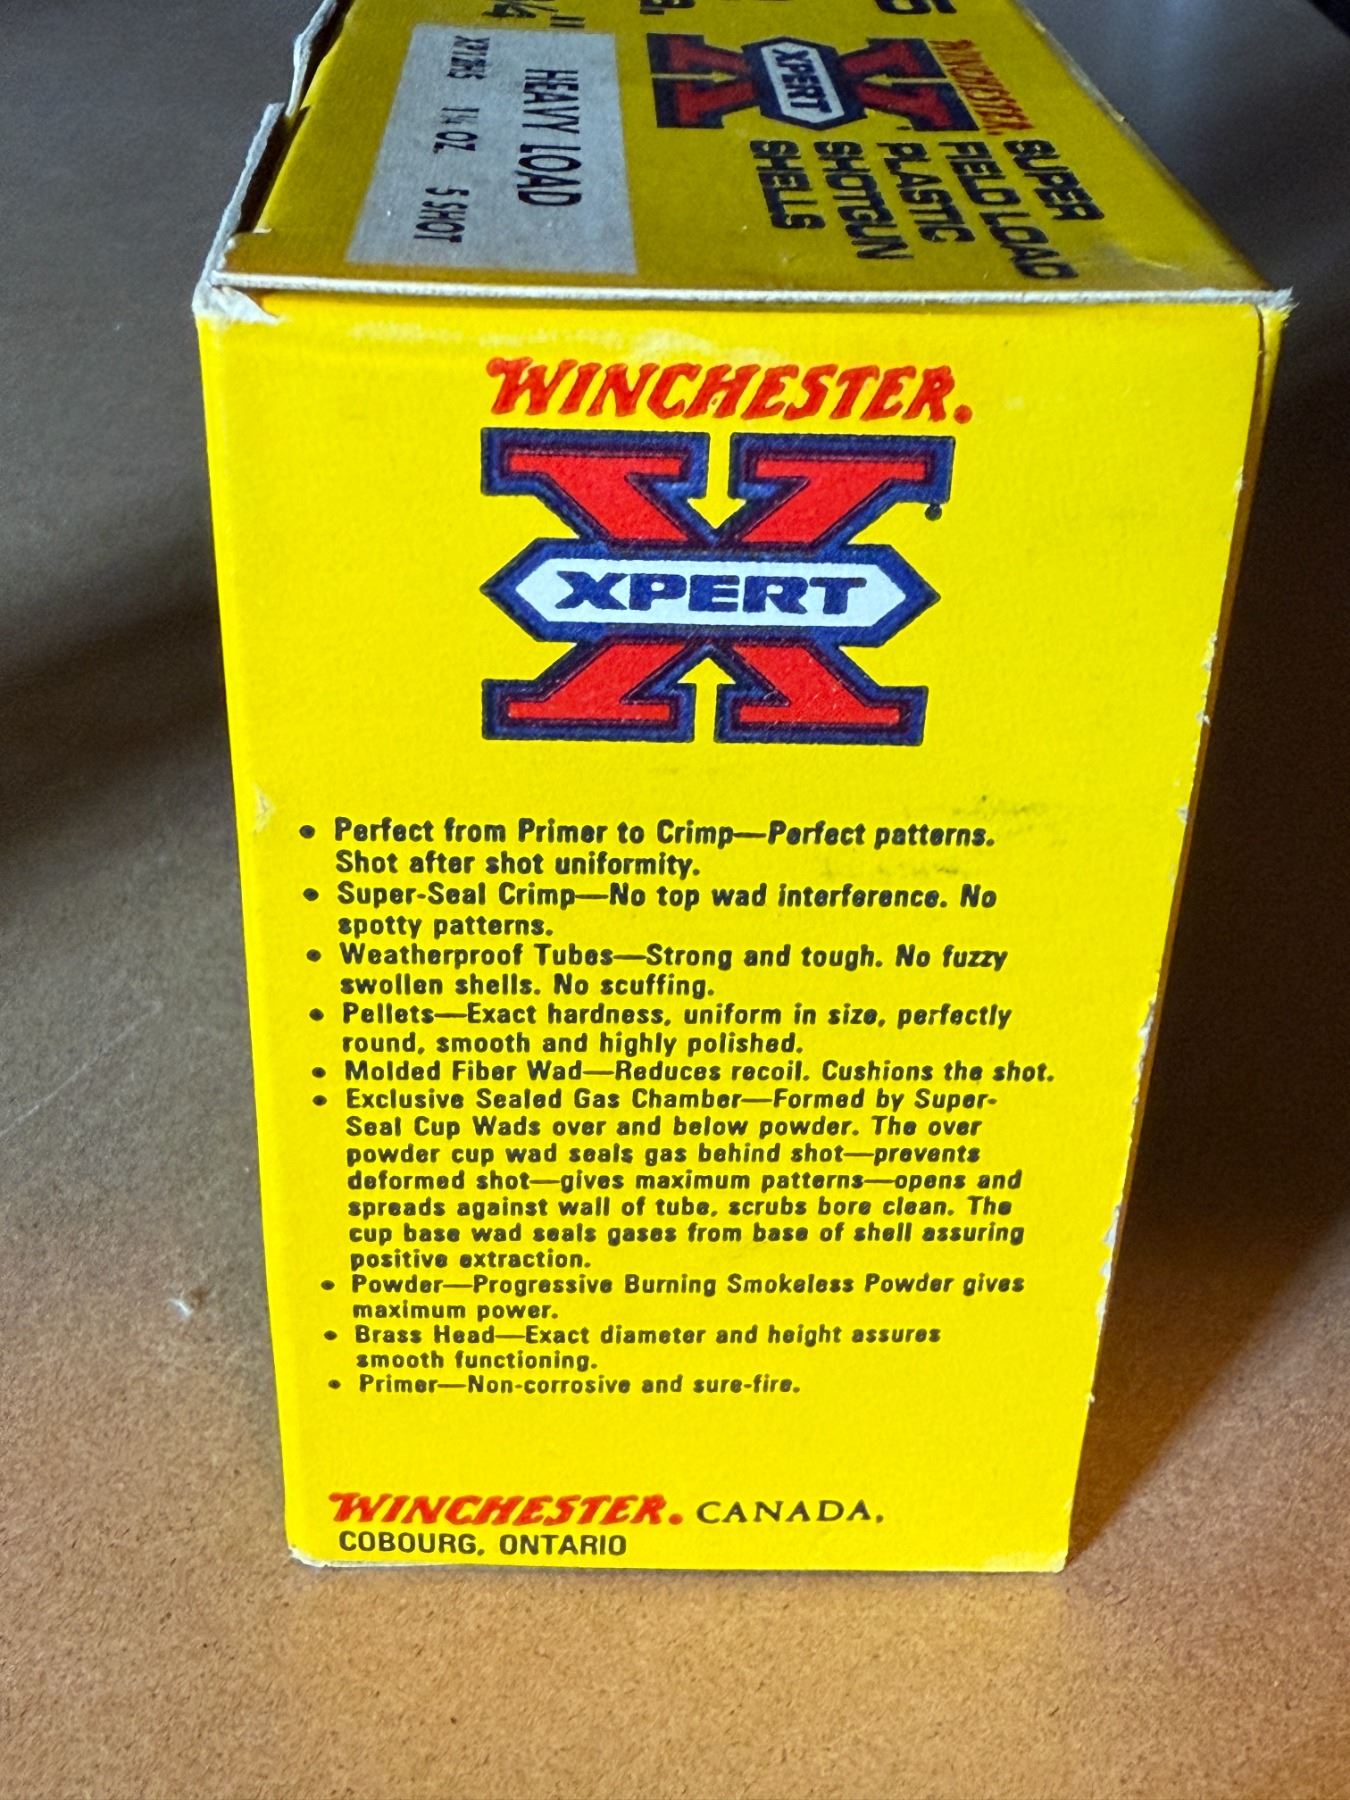 WINCHESTER
XPERT
SUPER
FIELD LOAD
PLASTIC
SHOTGUN
SHELLS
HEAVY LOAD
1¼ OZ. 5 SHOT
WINCHESTER.
XPERT
• Perfect from Primer to Crimp—Perfect patterns.
Shot after shot uniformity.
• Super-Seal Crimp—No top wad interference. No
spotty patterns.
• Weatherproof Tubes—Strong and tough. No fuzzy
swollen shells. No scuffing.
• Pellets—Exact hardness, uniform in size, perfectly
round, smooth and highly polished.
• Molded Fiber Wad—Reduces recoil. Cushions the shot.
• Exclusive Sealed Gas Chamber—Formed by Super-
Seal Cup Wads over and below powder. The over
powder cup wad seals gas behind shot—prevents
deformed shot—gives maximum patterns—opens and
spreads against wall of tube, scrubs bore clean. The
cup base wad seals gases from base of shell assuring
positive extraction.
• Powder—Progressive Burning Smokeless Powder gives
maximum power.
• Brass Head—Exact diameter and height assures
smooth functioning.
• Primer—Non-corrosive and sure-fire.
WINCHESTER. CANADA,
COBOURG, ONTARIO